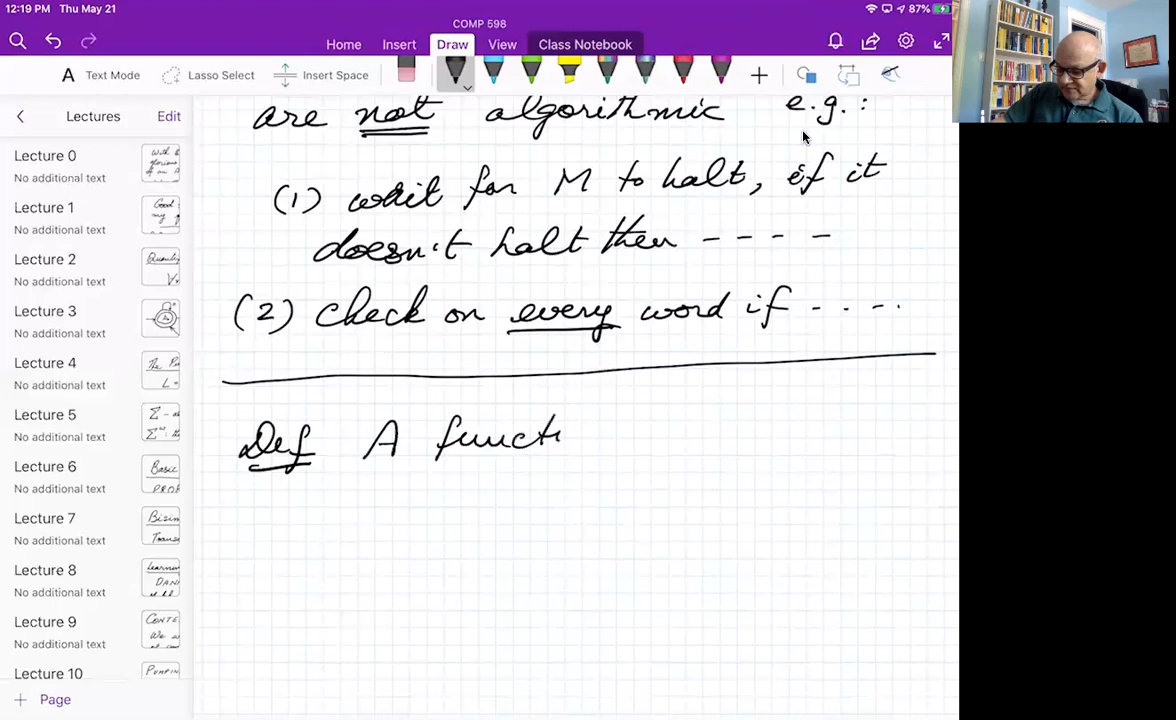 12:19 PM Thu May 21
87%
COMP 598
Home Insert Draw View Class Notebook
A Text Mode Lasso Select Insert Space
Lectures Edit
are not algorithmic e.g.:
(1) wait for M to halt, if it
doesn't halt then - - - -
(2) check on every word if - - - -
Def A functi
Lecture 0
No additional text
Lecture 1
No additional text
Lecture 2
No additional text
Lecture 3
No additional text
Lecture 4
No additional text
Lecture 5
No additional text
Lecture 6
No additional text
Lecture 7
No additional text
Lecture 8
No additional text
Lecture 9
No additional text
Lecture 10
+ Page